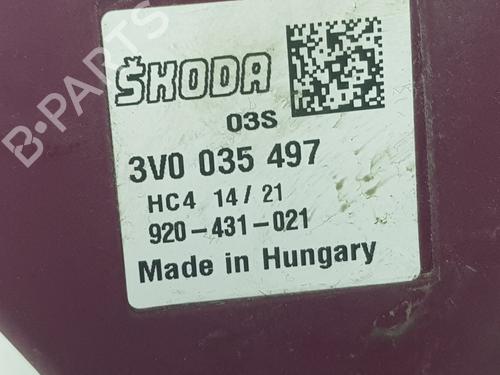 ŠKODA
03S
3V0 035 497
HC4 14/21
920-431-021
Made in Hungary
B-PARTS